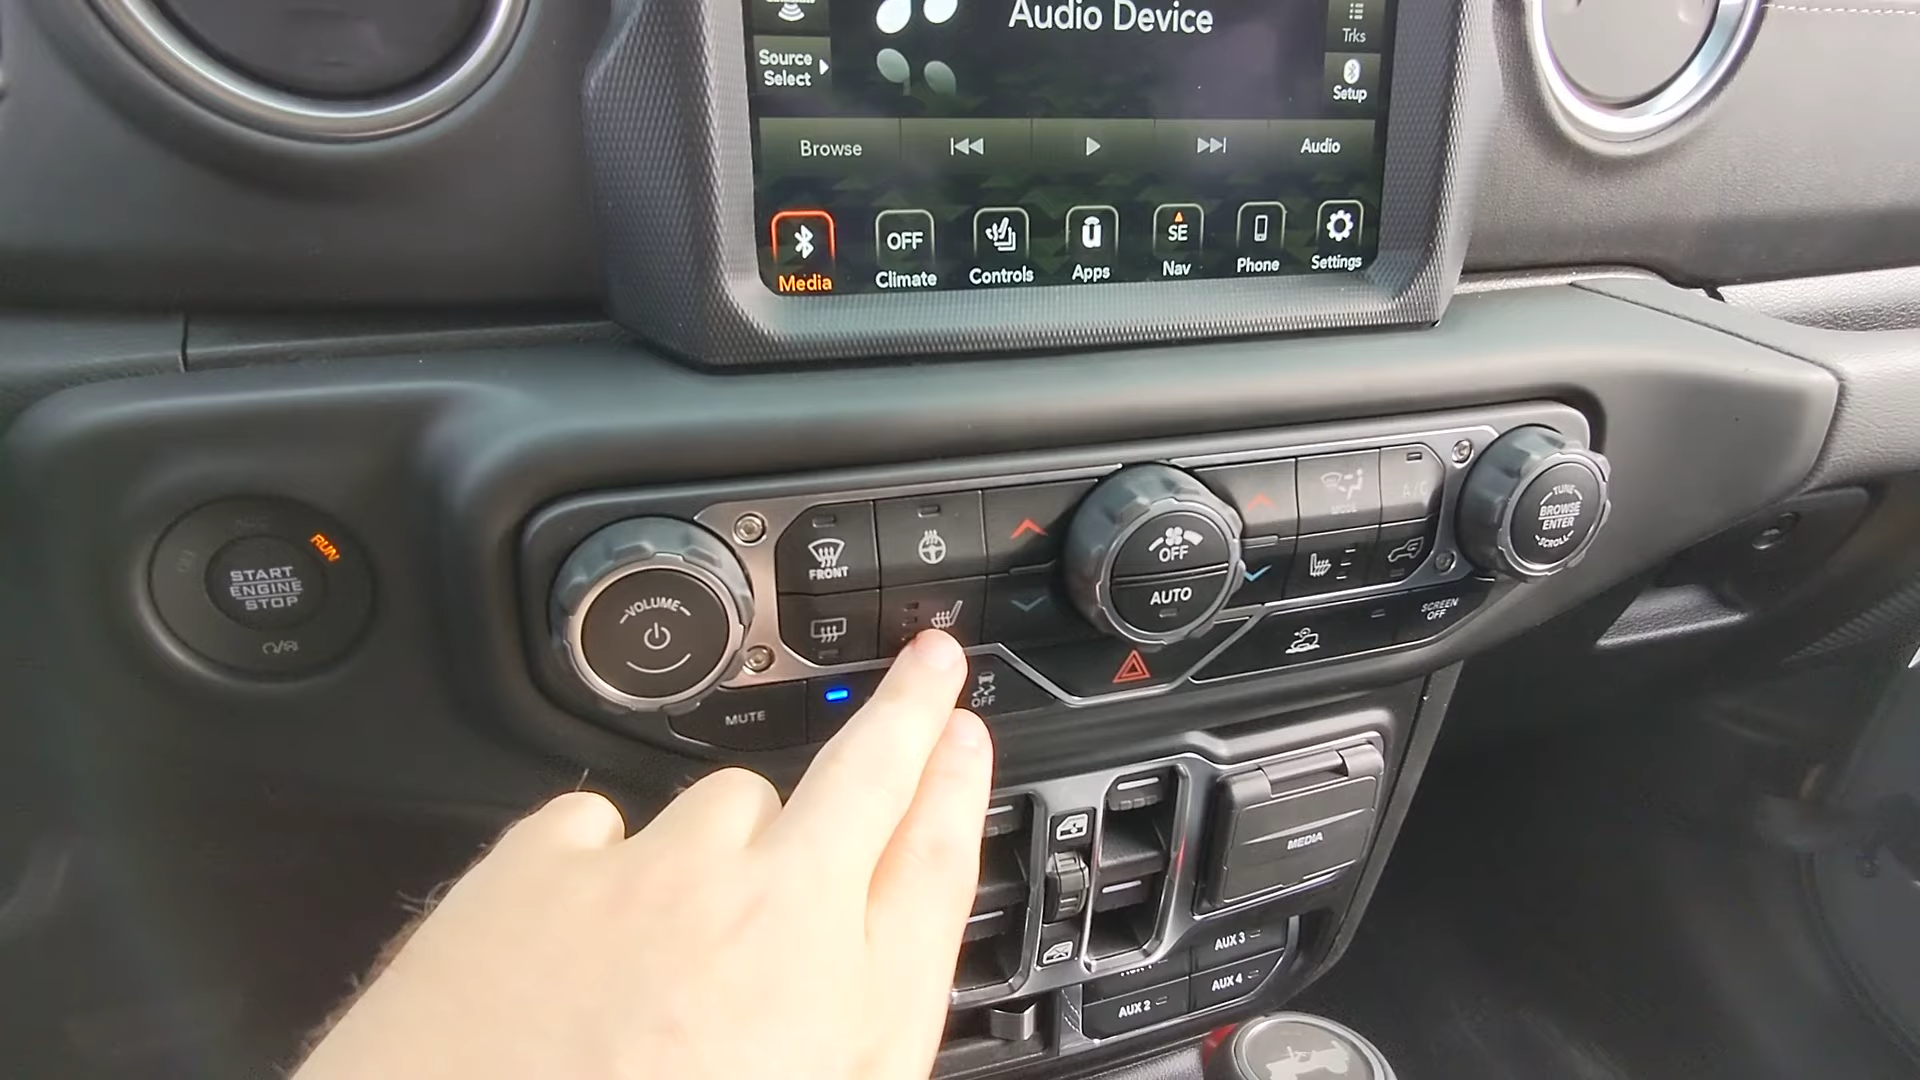 Audio Device
Trks
Source
Select
Setup
Browse
Audio
OFF
SE
Media
Climate
Controls
Apps
Nav
Phone
Settings
RUN
START
ENGINE
STOP
VOLUME
FRONT
OFF
AUTO
MODE
A/C
TUNE
BROWSE
ENTER
SCROLL
SCREEN
OFF
MUTE
OFF
MEDIA
AUX 3
AUX 4
AUX 2